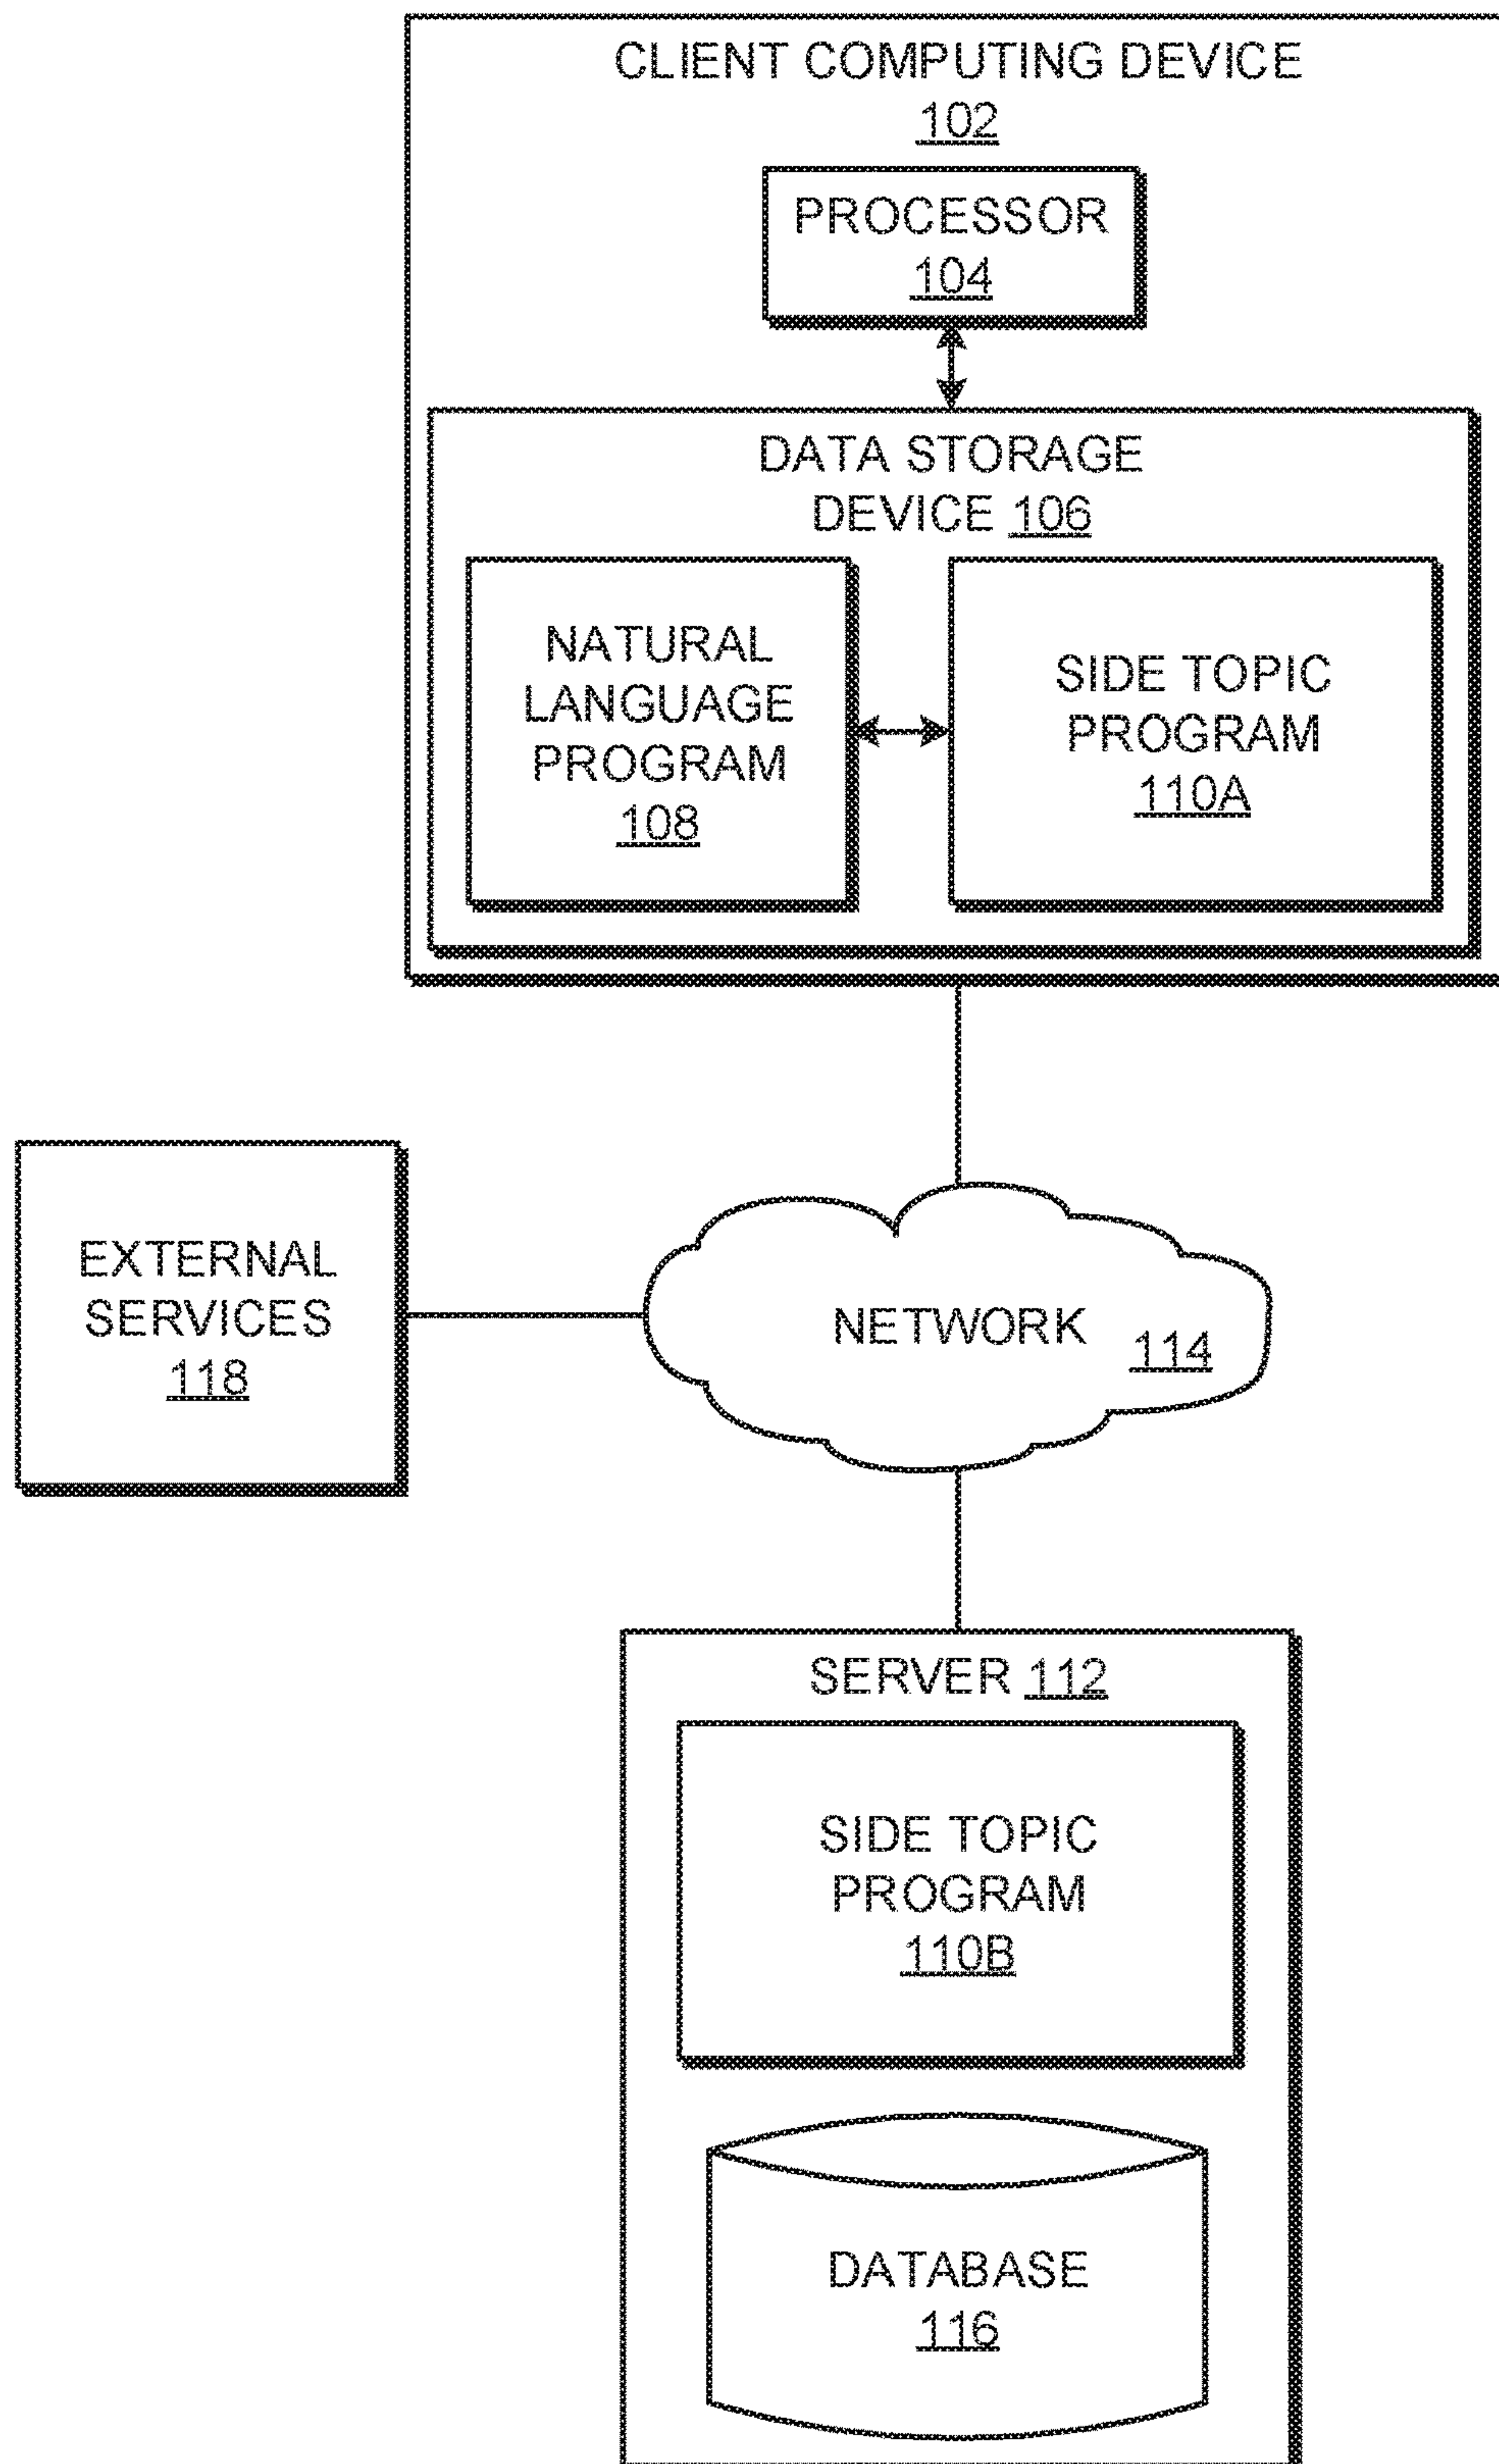 CLIENT COMPUTING DEVICE
102
PROCESSOR
104
DATA STORAGE
DEVICE 106
NATURAL
LANGUAGE
PROGRAM
108
SIDE TOPIC
PROGRAM
110A
EXTERNAL
SERVICES
118
NETWORK 114
SERVER 112
SIDE TOPIC
PROGRAM
110B
DATABASE
116